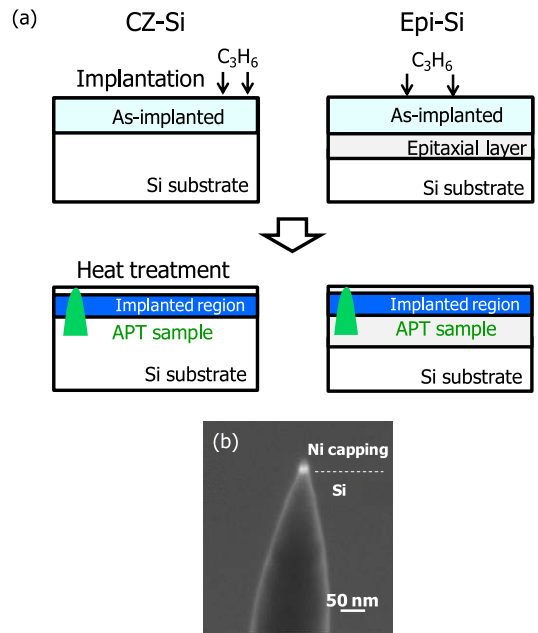 (a)
CZ-Si
Epi-Si
Implantation
C3H6
C3H6
As-implanted
Si substrate
As-implanted
Epitaxial layer
Si substrate
Heat treatment
Implanted region
APT sample
Si substrate
Implanted region
APT sample
Si substrate
(b)
Ni capping
Si
50 nm